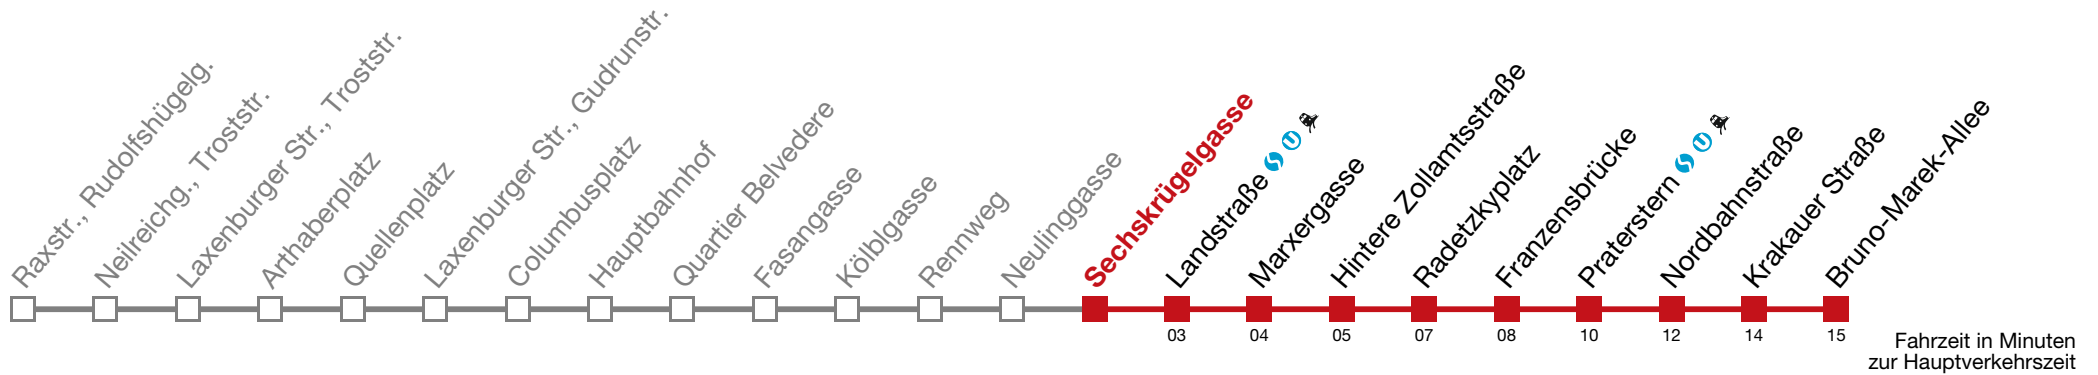 Raxstr., Rudolfshügelg.
Neilreichg., Troststr.
Laxenburger Str., Troststr.
Arthaberplatz
Quellenplatz
Laxenburger Str., Gudrunstr.
Columbusplatz
Hauptbahnhof
Quartier Belvedere
Fasangasse
Kölblgasse
Rennweg
Neulinggasse
Sechskrügelgasse
Landstraße S U
Marxergasse
Hintere Zollamtsstraße
Radetzkyplatz
Franzensbrücke
Praterstern S U
Nordbahnstraße
Krakauer Straße
Bruno-Marek-Allee
03 04 05 07 08 10 12 14 15
Fahrzeit in Minuten
zur Hauptverkehrszeit